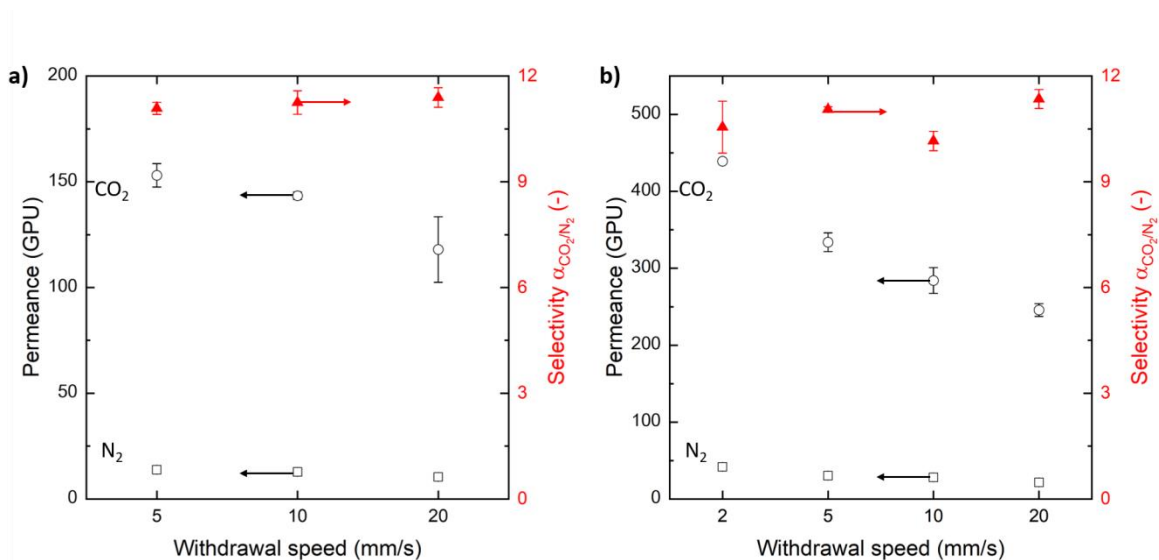 a)
Permeance (GPU)
200
150
100
50
0
CO₂
N₂
5
10
20
Withdrawal speed (mm/s)
12
9
6
3
0
Selectivity α_CO₂/N₂ (-)
b)
Permeance (GPU)
500
400
300
200
100
0
CO₂
N₂
2
5
10
20
Withdrawal speed (mm/s)
12
9
6
3
0
Selectivity α_CO₂/N₂ (-)